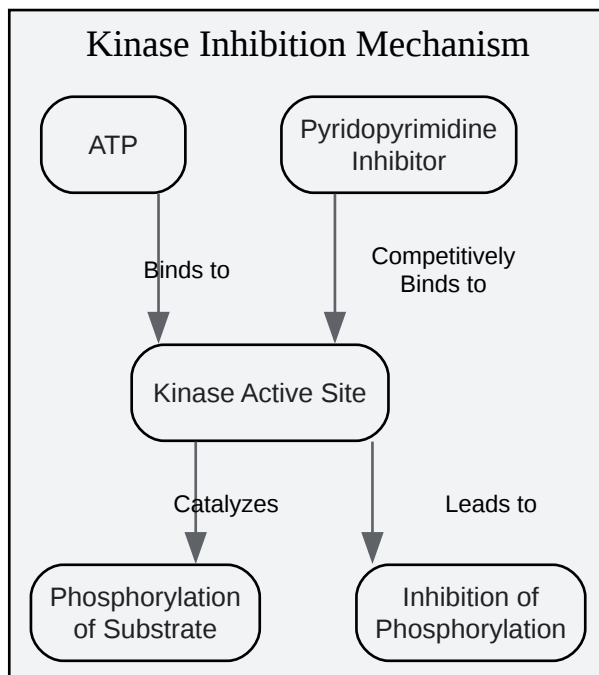 Kinase Inhibition Mechanism
ATP
Pyridopyrimidine
Inhibitor
Binds to
Competitively
Binds to
Kinase Active Site
Catalyzes
Leads to
Phosphorylation
of Substrate
Inhibition of
Phosphorylation